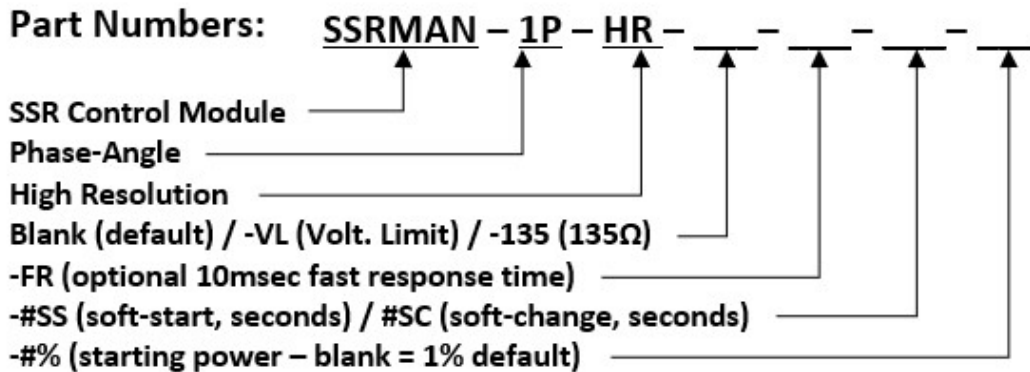 Part Numbers: SSRMAN – 1P – HR – ___ – ___ – ___ – ___
SSR Control Module
Phase-Angle
High Resolution
Blank (default) / -VL (Volt. Limit) / -135 (135Ω)
-FR (optional 10msec fast response time)
-#SS (soft-start, seconds) / #SC (soft-change, seconds)
-#% (starting power – blank = 1% default)